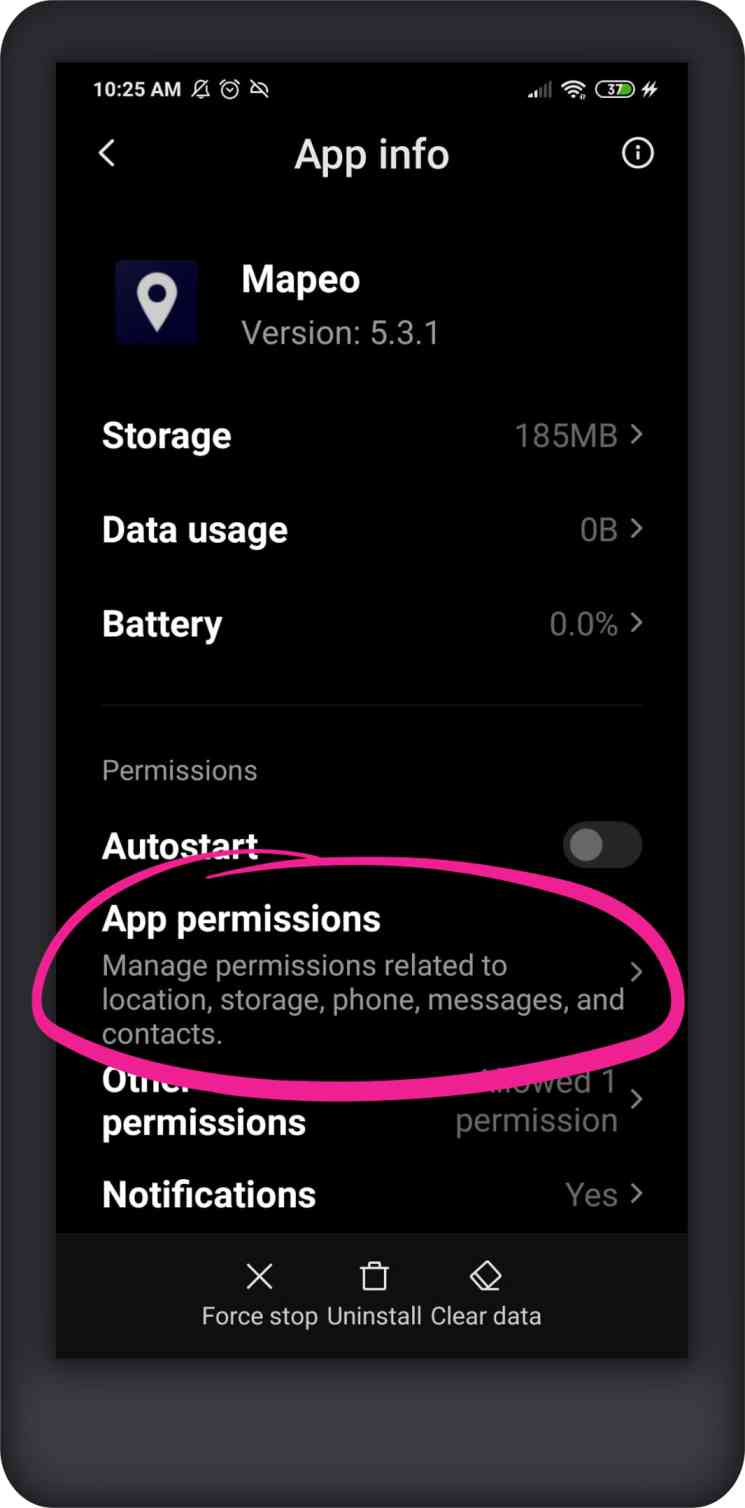 10:25 AM
37
App info
Mapeo
Version: 5.3.1
Storage 185MB
Data usage 0B
Battery 0.0%
Permissions
Autostart
App permissions
Manage permissions related to
location, storage, phone, messages, and
contacts.
Other Allowed 1
permissions permission
Notifications Yes
Force stop Uninstall Clear data